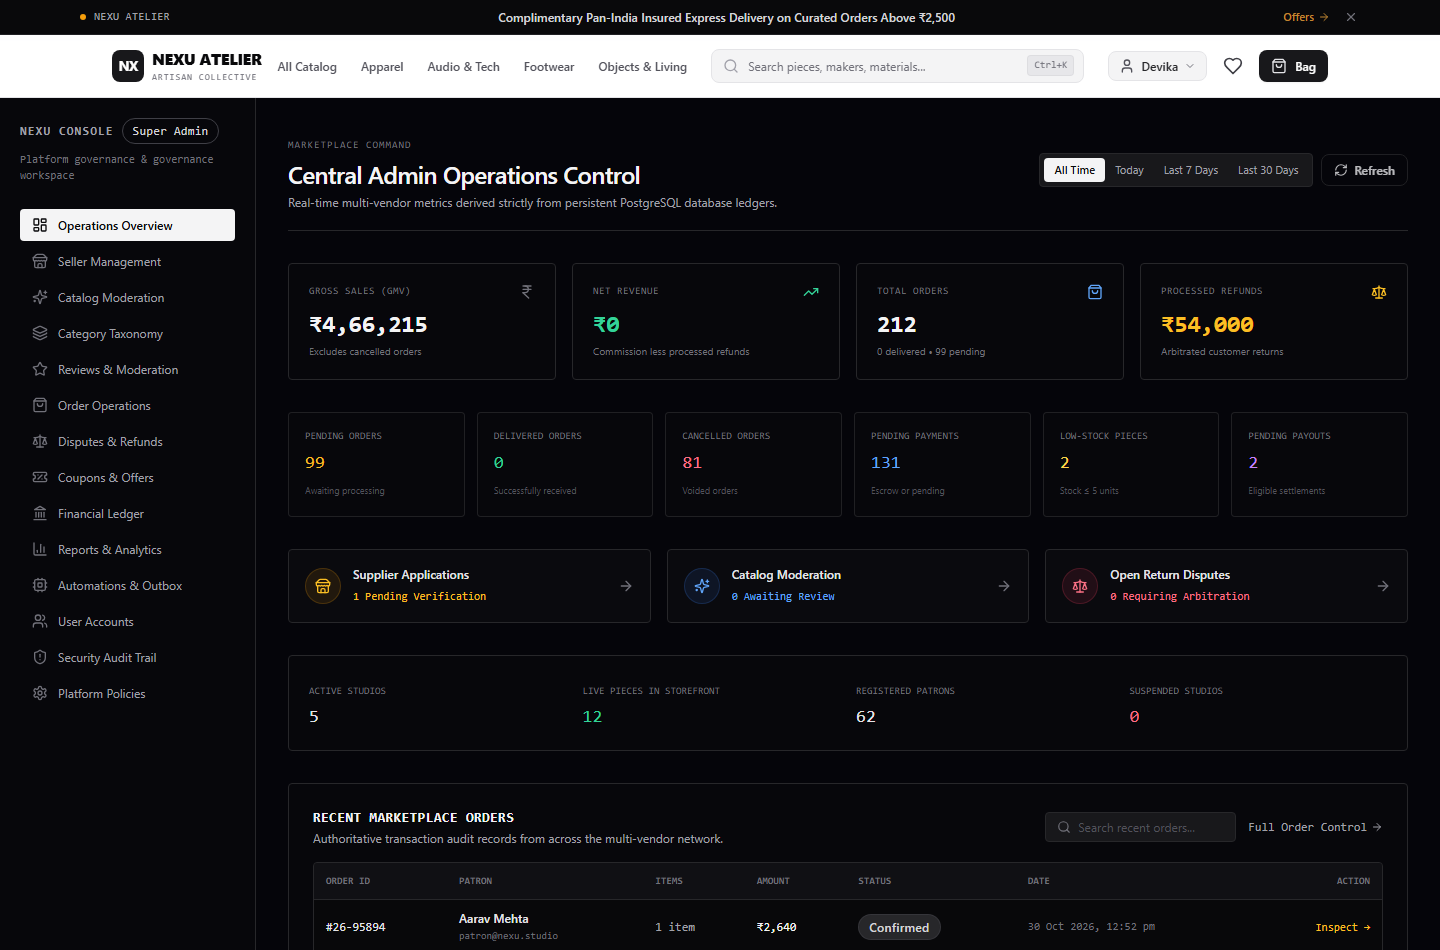 NEXU ATELIER
Complimentary Pan-India Insured Express Delivery on Curated Orders Above ₹2,500
Offers →
NX
NEXU ATELIER
ARTISAN COLLECTIVE
All Catalog
Apparel
Audio & Tech
Footwear
Objects & Living
Search pieces, makers, materials...
Ctrl+K
Devika
Bag
NEXU CONSOLE
Super Admin
Platform governance & governance
workspace
Operations Overview
Seller Management
Catalog Moderation
Category Taxonomy
Reviews & Moderation
Order Operations
Disputes & Refunds
Coupons & Offers
Financial Ledger
Reports & Analytics
Automations & Outbox
User Accounts
Security Audit Trail
Platform Policies
MARKETPLACE COMMAND
Central Admin Operations Control
Real-time multi-vendor metrics derived strictly from persistent PostgreSQL database ledgers.
All Time
Today
Last 7 Days
Last 30 Days
Refresh
GROSS SALES (GMV)
₹
₹4,66,215
Excludes cancelled orders
NET REVENUE
₹0
Commission less processed refunds
TOTAL ORDERS
212
0 delivered • 99 pending
PROCESSED REFUNDS
₹54,000
Arbitrated customer returns
PENDING ORDERS
99
Awaiting processing
DELIVERED ORDERS
0
Successfully received
CANCELLED ORDERS
81
Voided orders
PENDING PAYMENTS
131
Escrow or pending
LOW-STOCK PIECES
2
Stock ≤ 5 units
PENDING PAYOUTS
2
Eligible settlements
Supplier Applications
1 Pending Verification
Catalog Moderation
0 Awaiting Review
Open Return Disputes
0 Requiring Arbitration
ACTIVE STUDIOS
5
LIVE PIECES IN STOREFRONT
12
REGISTERED PATRONS
62
SUSPENDED STUDIOS
0
RECENT MARKETPLACE ORDERS
Authoritative transaction audit records from across the multi-vendor network.
Search recent orders...
Full Order Control →
ORDER ID
PATRON
ITEMS
AMOUNT
STATUS
DATE
ACTION
#26-95894
Aarav Mehta
patron@nexu.studio
1 item
₹2,640
Confirmed
30 Oct 2026, 12:52 pm
Inspect →